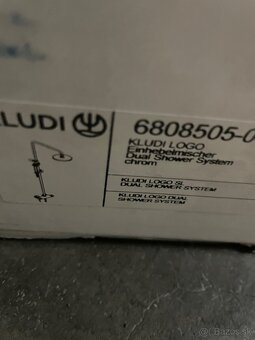 KLUDI
6808505-0
KLUDI LOGO
Einhebelmischer
Dual Shower System
chrom
KLUDI LOGO SL
DUAL SHOWER SYSTEM
KLUDI LOGO DUAL
SHOWER SYSTEM